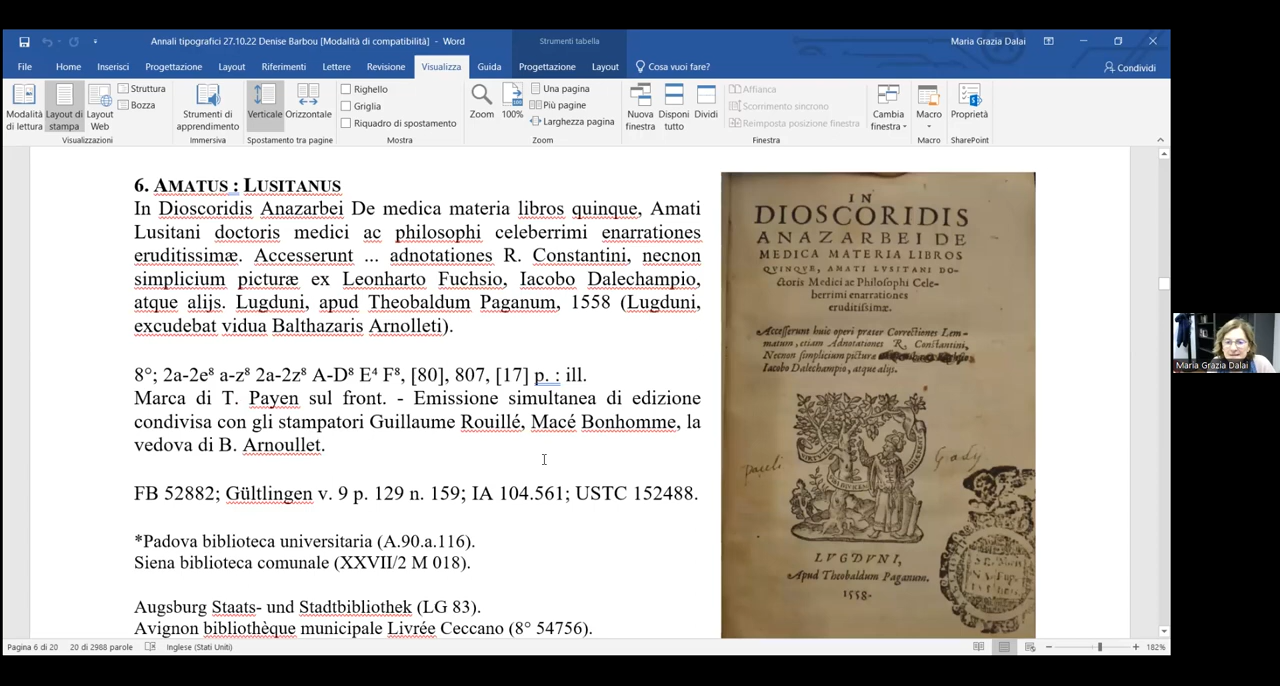 Annali tipografici 27.10.22 Denise Barbou [Modalità di compatibilità] - Word
Strumenti tabella
Maria Grazia Dalai
File Home Inserisci Progettazione Layout Riferimenti Lettere Revisione Visualizza Guida Progettazione Layout Cosa vuoi fare? Condividi
Modalità di lettura
Layout di stampa
Layout Web
Struttura
Bozza
Visualizzazioni
Strumenti di apprendimento
Immersiva
Verticale
Orizzontale
Spostamento tra pagine
Righello
Griglia
Riquadro di spostamento
Mostra
Zoom
100%
Una pagina
Più pagine
Larghezza pagina
Zoom
Nuova finestra
Disponi tutto
Dividi
Affianca
Scorrimento sincrono
Reimposta posizione finestra
Cambia finestra
Finestra
Macro
Macro
Proprietà
SharePoint
6. AMATUS : LUSITANUS
In Dioscoridis Anazarbei De medica materia libros quinque, Amati
Lusitani doctoris medici ac philosophi celeberrimi enarrationes
eruditissimæ. Accesserunt ... adnotationes R. Constantini, necnon
simplicium picturæ ex Leonharto Fuchsio, Iacobo Dalechampio,
atque alijs. Lugduni, apud Theobaldum Paganum, 1558 (Lugduni,
excudebat vidua Balthazaris Arnolleti).
8°; 2a-2e⁸ a-z⁸ 2a-2z⁸ A-D⁸ E⁴ F⁸, [80], 807, [17] p. : ill.
Marca di T. Payen sul front. - Emissione simultanea di edizione
condivisa con gli stampatori Guillaume Rouillé, Macé Bonhomme, la
vedova di B. Arnoullet.
FB 52882; Gültlingen v. 9 p. 129 n. 159; IA 104.561; USTC 152488.
*Padova biblioteca universitaria (A.90.a.116).
Siena biblioteca comunale (XXVII/2 M 018).
Augsburg Staats- und Stadtbibliothek (LG 83).
Avignon bibliothèque municipale Livrée Ceccano (8° 54756).
IN
DIOSCORIDIS
ANAZARBEI DE
MEDICA MATERIA LIBROS
QVINQVE, AMATI LVSITANI DO-
ctoris Medici ac Philosophi Cele-
berrimi enarrationes
eruditissimæ.
Accesserunt huic operi præter Correctiones Lem-
matum, etiam Adnotationes R. Constantini,
Necnon simplicium picturæ
Iacobo Dalechampio, atque alijs.
VIRTVTES
Pauli
LVGDVNI,
Apud Theobaldum Paganum.
1558.
Maria Grazia Dalai
Pagina 6 di 20 20 di 2988 parole Inglese (Stati Uniti) 182%